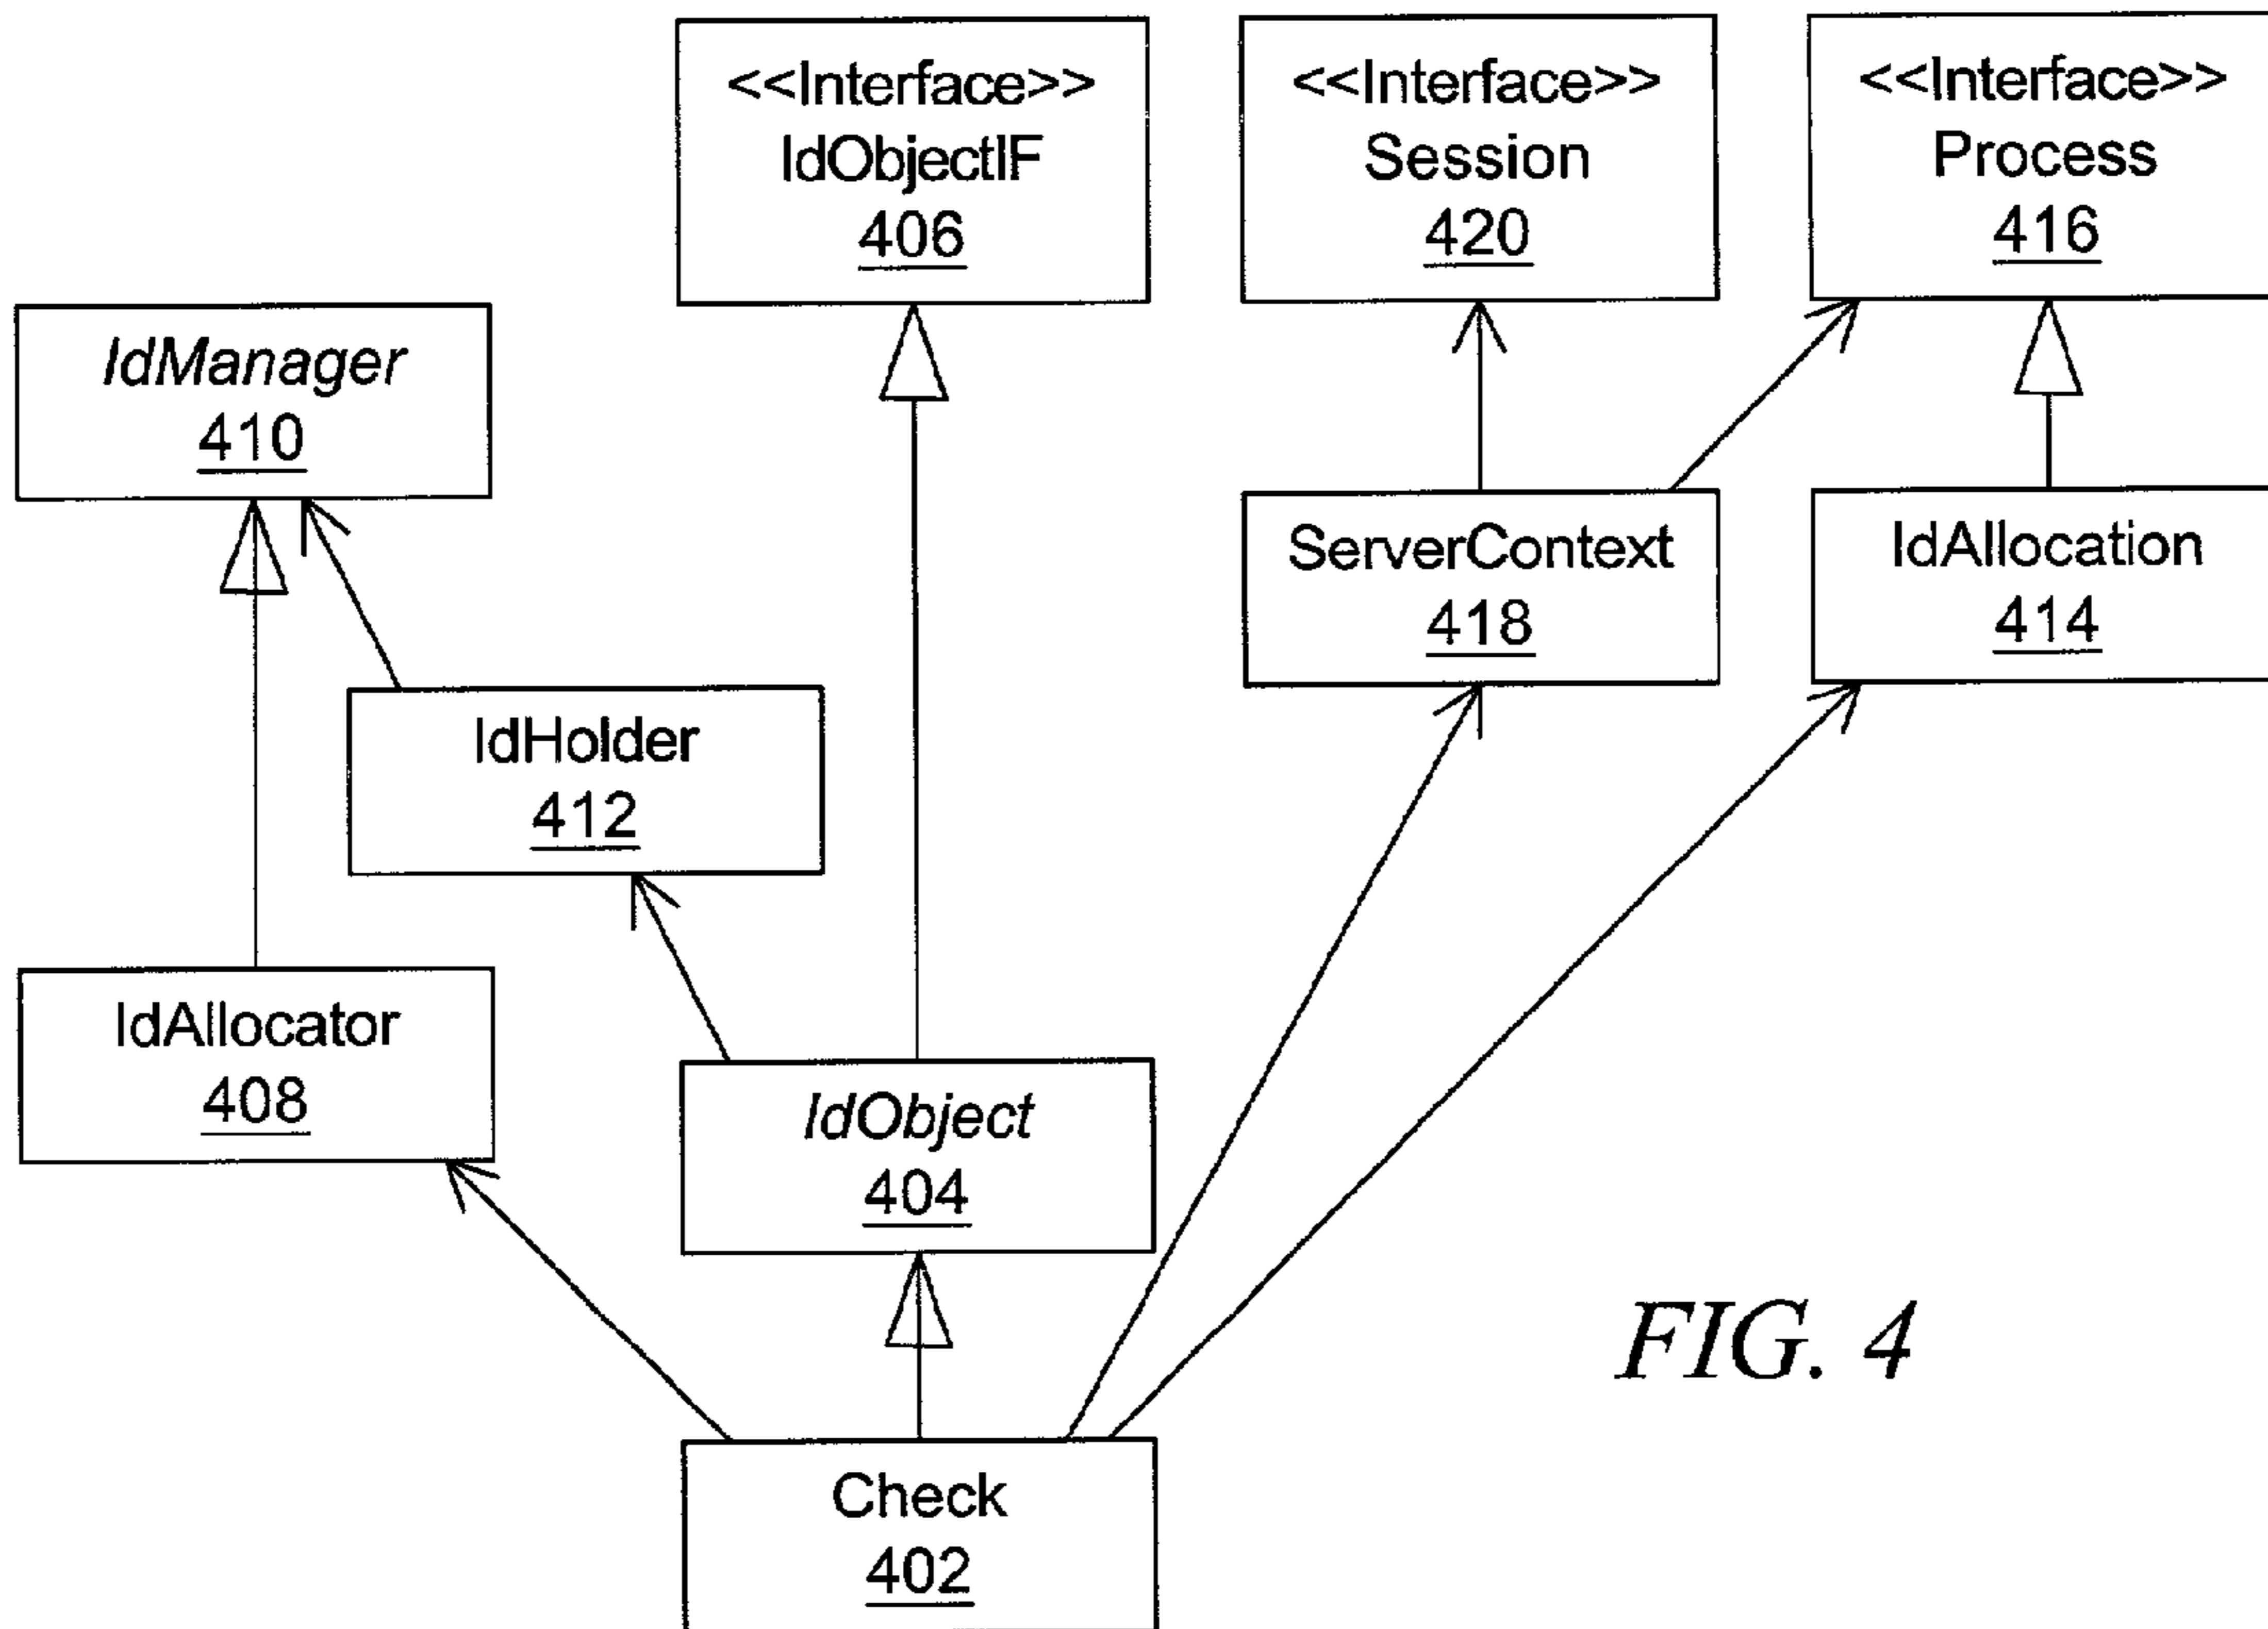 <<Interface>>
IdObjectIF
406
<<Interface>>
Session
420
<<Interface>>
Process
416
IdManager
410
ServerContext
418
IdAllocation
414
IdHolder
412
IdAllocator
408
IdObject
404
FIG. 4
Check
402